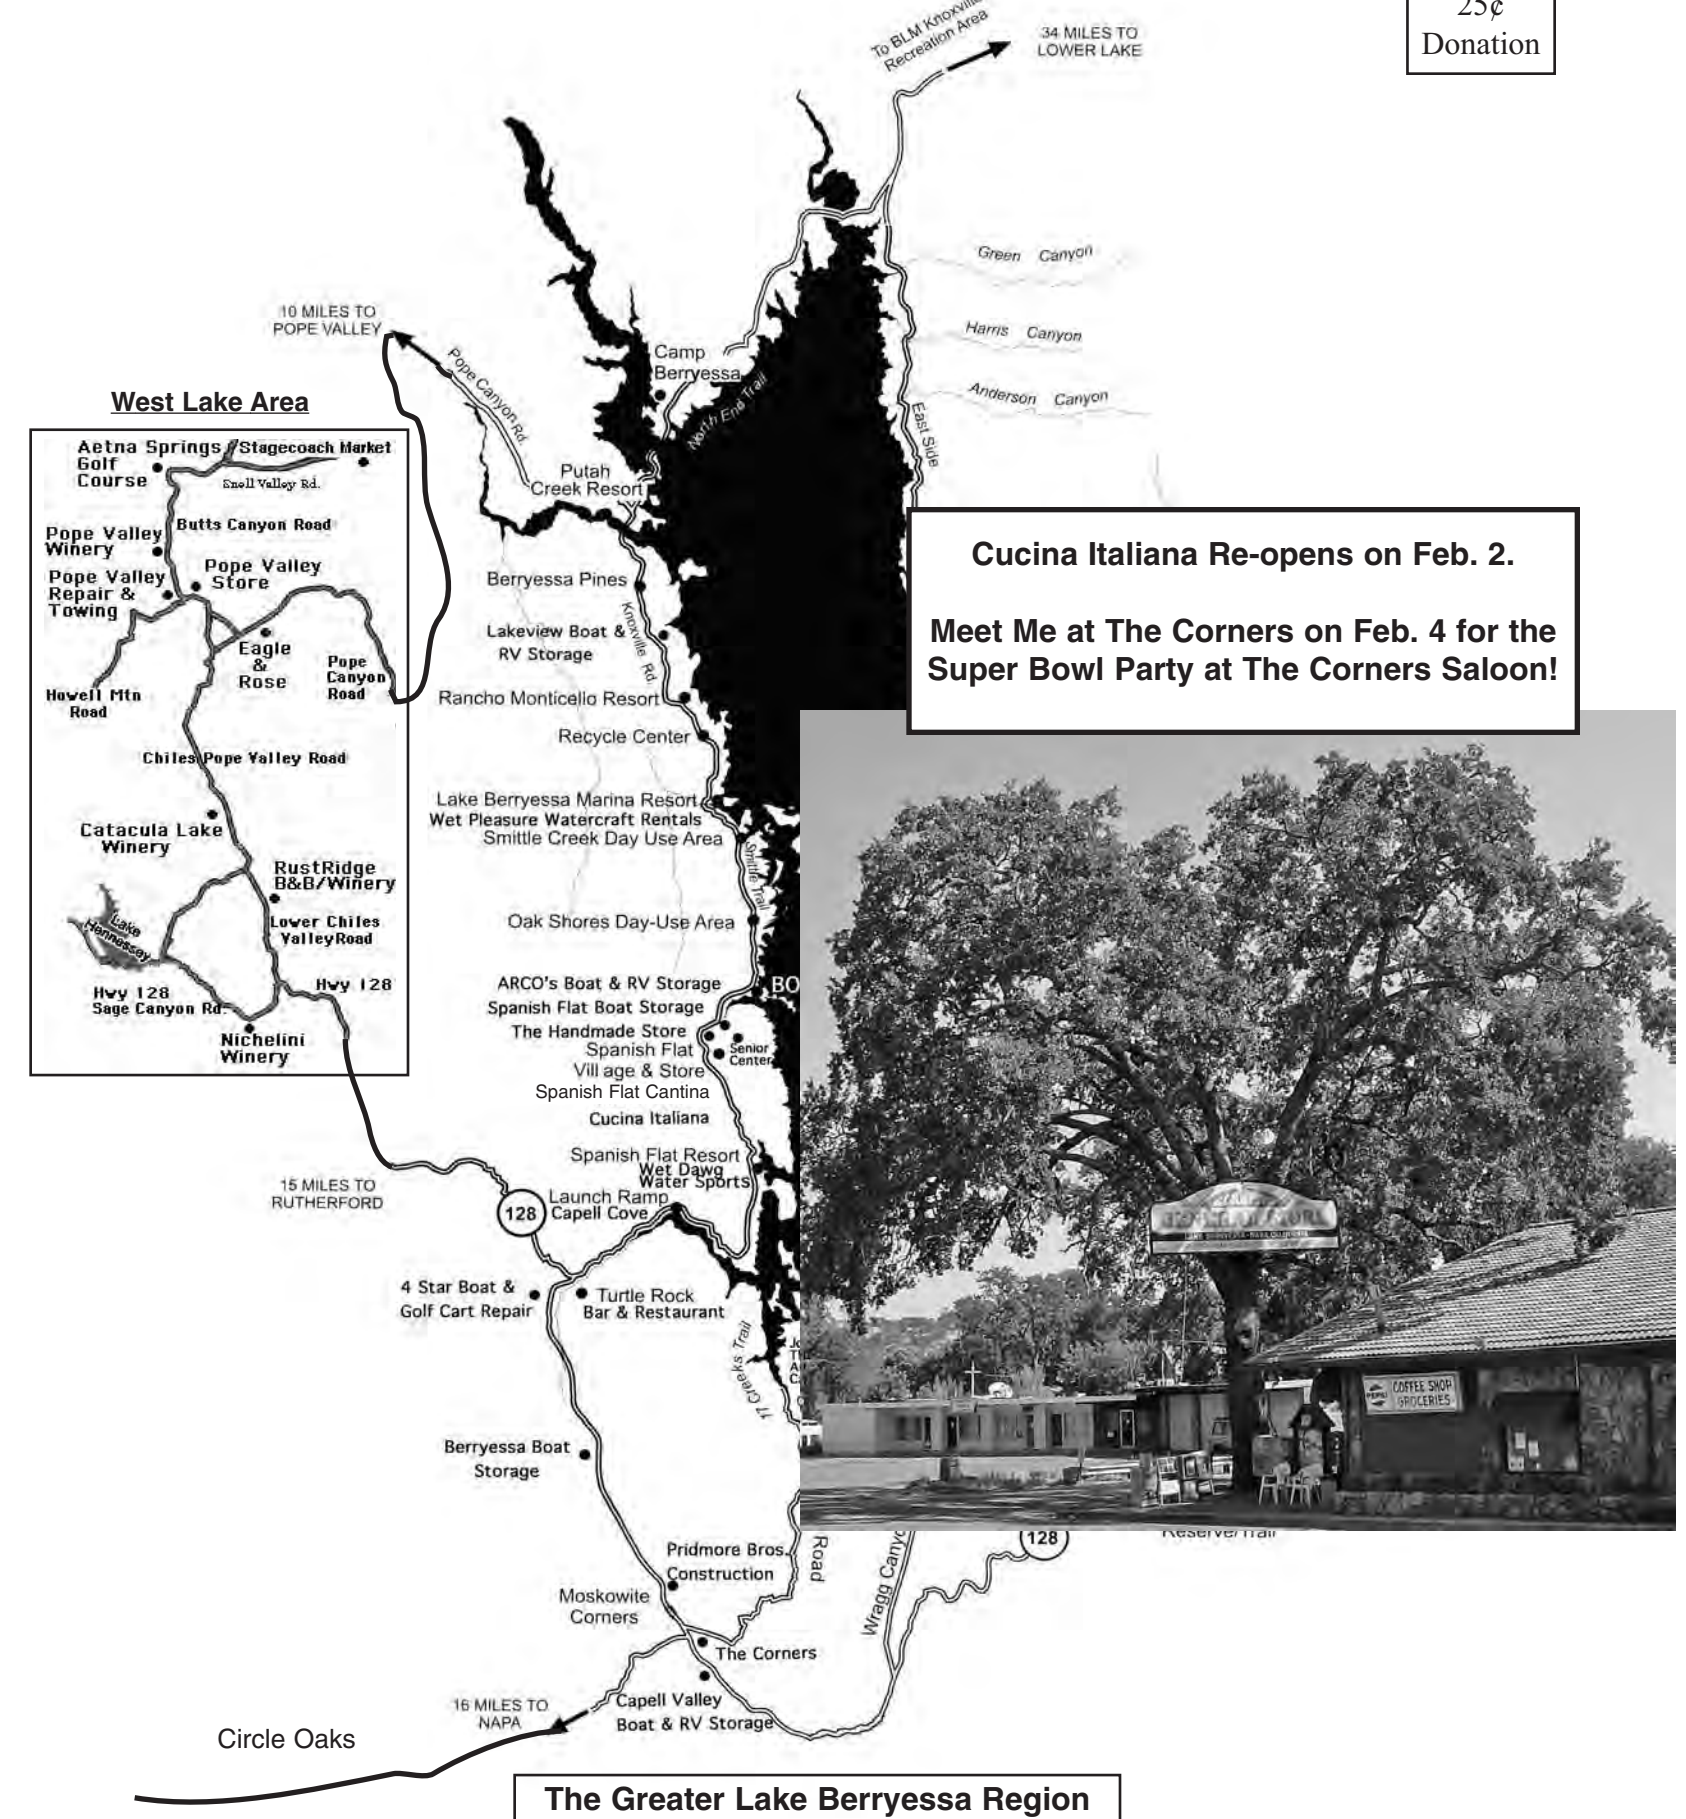 25¢
Donation
To BLM Knoxville
Recreation Area
34 MILES TO
LOWER LAKE
Green Canyon
Harris Canyon
Anderson Canyon
East Side
10 MILES TO
POPE VALLEY
Pope Canyon Rd.
Camp
Berryessa
North End Trail
Putah
Creek Resort
West Lake Area
Aetna Springs
Golf
Course
Stagecoach Market
Snell Valley Rd.
Butts Canyon Road
Pope Valley
Winery
Pope Valley
Store
Pope Valley
Repair &
Towing
Eagle
&
Rose
Pope
Canyon
Road
Howell Mtn
Road
Chiles Pope Valley Road
Catacula Lake
Winery
RustRidge
B&B/Winery
Lake
Hennessey
Lower Chiles
Valley Road
Hwy 128
Hwy 128
Sage Canyon Rd.
Nichelini
Winery
Berryessa Pines
Knoxville Rd.
Lakeview Boat &
RV Storage
Rancho Monticello Resort
Recycle Center
Lake Berryessa Marina Resort
Wet Pleasure Watercraft Rentals
Smittle Creek Day Use Area
Smittle Trail
Oak Shores Day-Use Area
ARCO's Boat & RV Storage
BO
Spanish Flat Boat Storage
The Handmade Store
Spanish Flat
Village & Store
Senior
Center
Spanish Flat Cantina
Cucina Italiana
Spanish Flat Resort
Wet Dawg
Water Sports
Launch Ramp
Capell Cove
15 MILES TO
RUTHERFORD
128
4 Star Boat &
Golf Cart Repair
Turtle Rock
Bar & Restaurant
17 Creeks Trail
Berryessa Boat
Storage
Cucina Italiana Re-opens on Feb. 2.
Meet Me at The Corners on Feb. 4 for the
Super Bowl Party at The Corners Saloon!
PEPSI
COFFEE SHOP
GROCERIES
Pridmore Bros.
Construction
Road
Wragg Canyo
128
Reserve/Trail
Moskowite
Corners
The Corners
Capell Valley
Boat & RV Storage
16 MILES TO
NAPA
Circle Oaks
The Greater Lake Berryessa Region